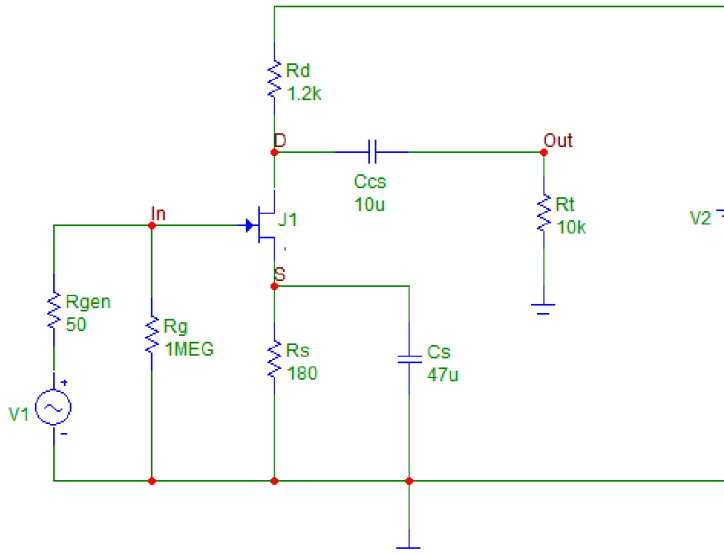 Rd
1.2k
D
Out
Ccs
10u
Rt
10k
V2
In
J1
S
Rgen
50
Rg
1MEG
Rs
180
Cs
47u
V1
+
-